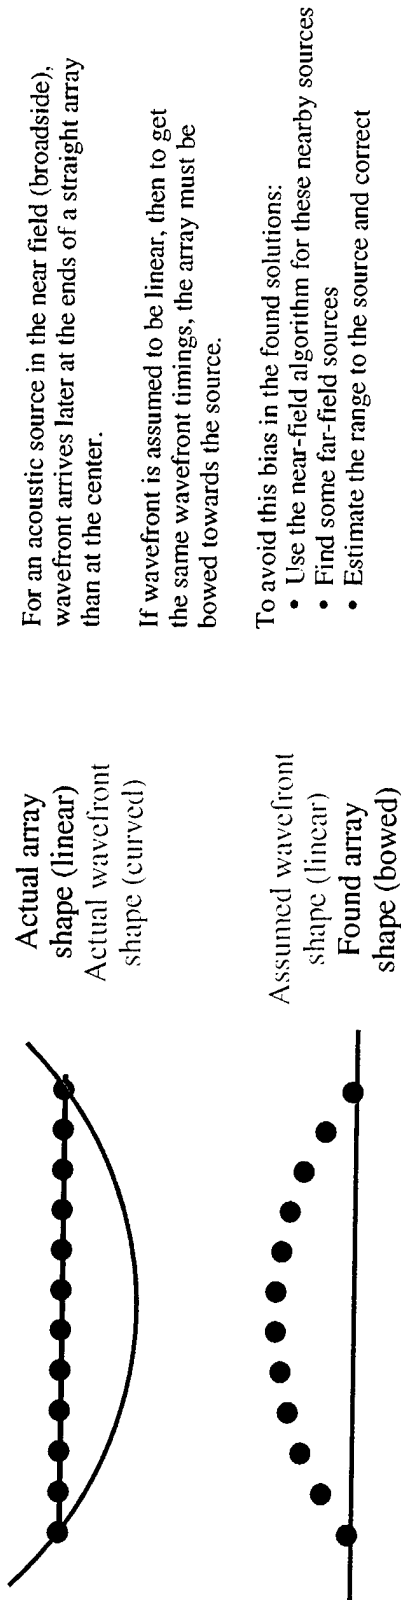 Actual array
shape (linear)
Actual wavefront
shape (curved)
For an acoustic source in the near field (broadside),
wavefront arrives later at the ends of a straight array
than at the center.
If wavefront is assumed to be linear, then to get
the same wavefront timings, the array must be
bowed towards the source.
Assumed wavefront
shape (linear)
Found array
shape (bowed)
To avoid this bias in the found solutions:
• Use the near-field algorithm for these nearby sources
• Find some far-field sources
• Estimate the range to the source and correct